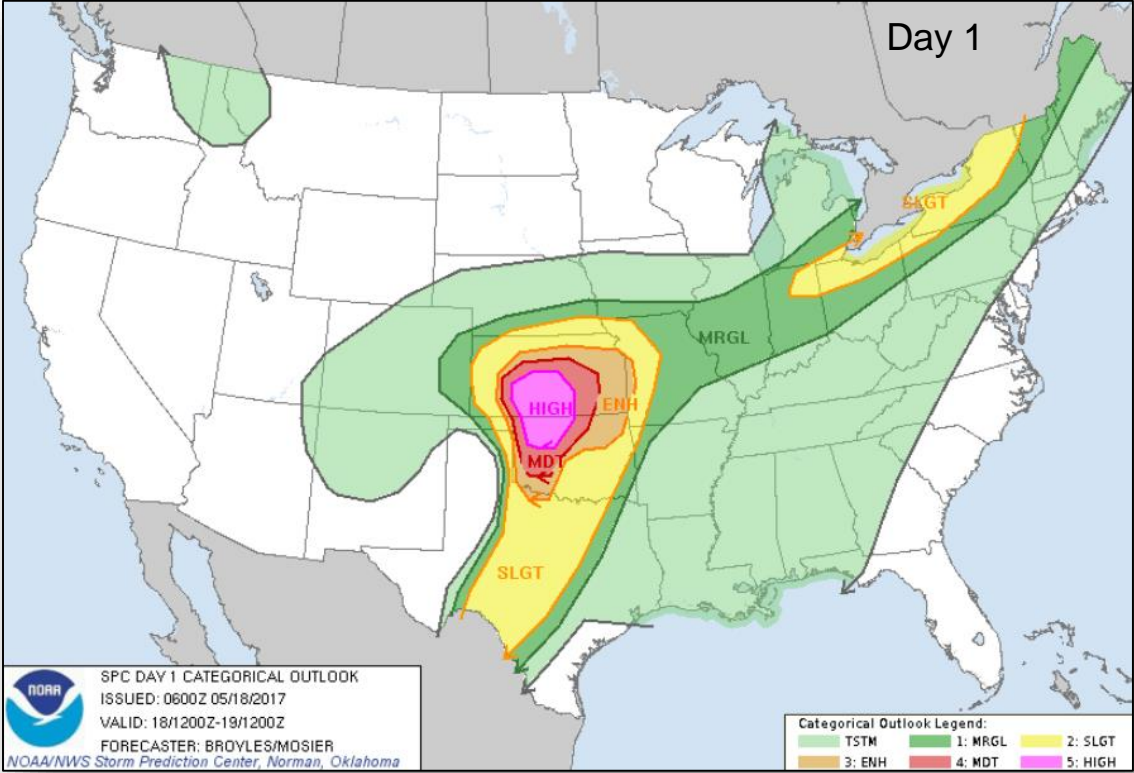 Day 1
SLGT
MRGL
HIGH
ENH
MDT
SLGT
NOAA
SPC DAY 1 CATEGORICAL OUTLOOK
ISSUED: 0600Z 05/18/2017
VALID: 18/1200Z-19/1200Z
FORECASTER: BROYLES/MOSIER
NOAA/NWS Storm Prediction Center, Norman, Oklahoma
Categorical Outlook Legend:
TSTM 1: MRGL 2: SLGT
3: ENH 4: MDT 5: HIGH